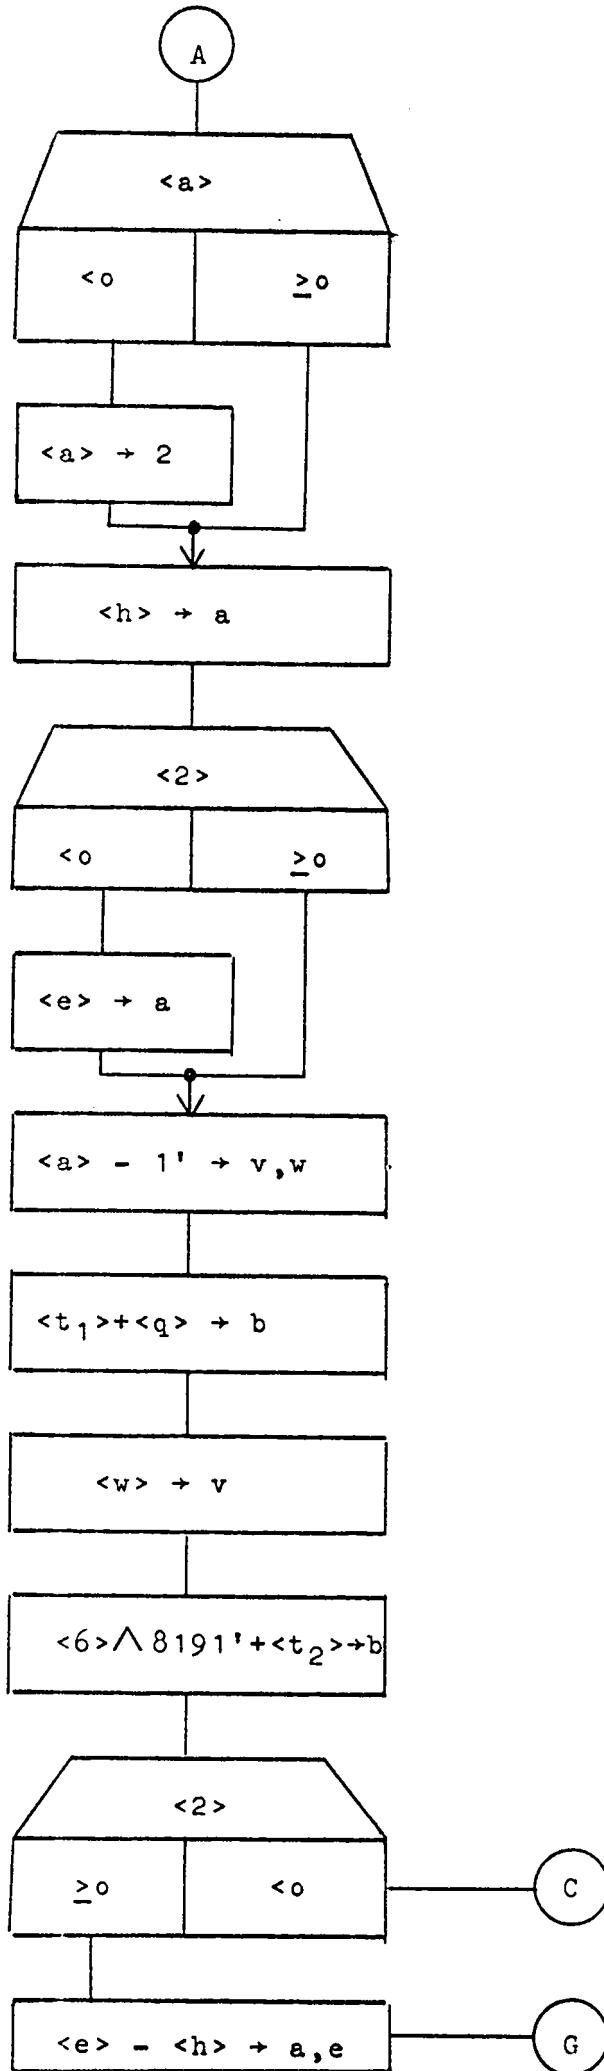 A
<a>
<o ≥o
<a> → 2
<h> → a
<2>
<o ≥o
<e> → a
<a> - 1' → v,w
<t₁>+<q> → b
<w> → v
<6>∧8191'+<t₂>→b
<2>
≥o <o C
<e> - <h> → a,e G